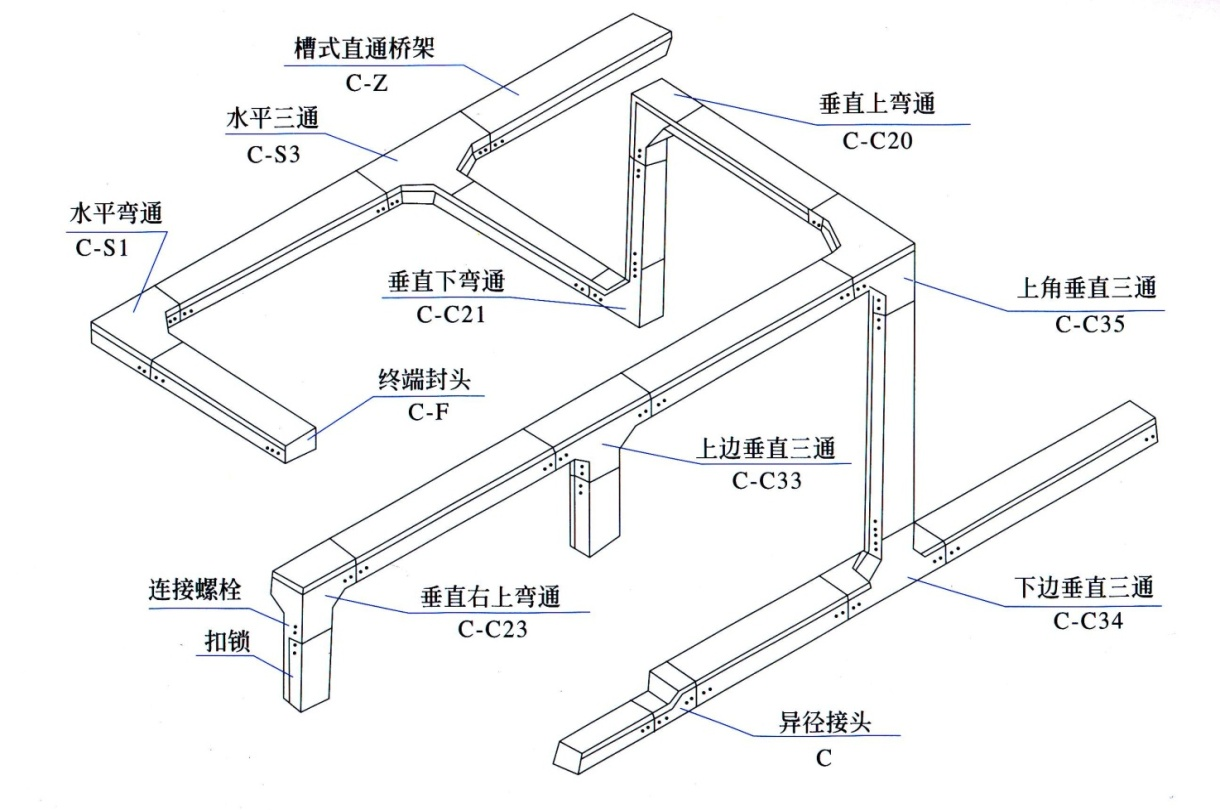 槽式直通桥架
C-Z
水平三通
C-S3
垂直上弯通
C-C20
水平弯通
C-S1
垂直下弯通
C-C21
上角垂直三通
C-C35
终端封头
C-F
上边垂直三通
C-C33
连接螺栓
扣锁
垂直右上弯通
C-C23
下边垂直三通
C-C34
异径接头
C